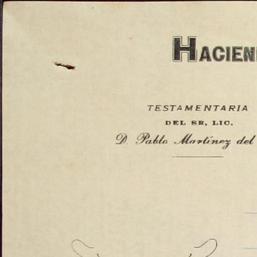 HACIEN
TESTAMENTARIA
DEL SR, LIC.
D. Pablo Martínez del